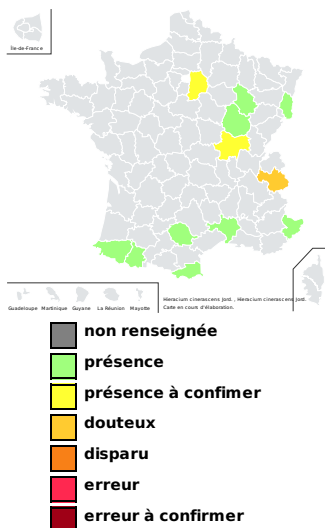 Île-de-France
Guadeloupe Martinique Guyane La Réunion Mayotte
Hieracium cinerascens Jord. , Hieracium cinerascens Jord.
Carte en cours d'élaboration.
non renseignée
présence
présence à confimer
douteux
disparu
erreur
erreur à confirmer